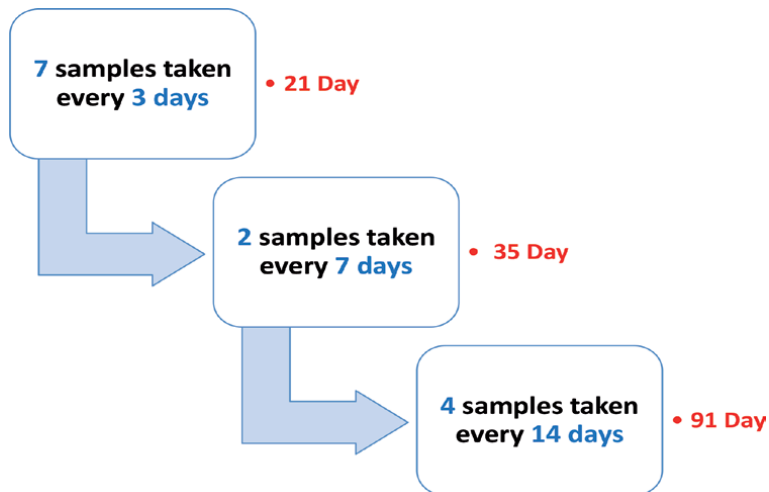 7 samples taken
every 3 days
• 21 Day
2 samples taken
every 7 days
• 35 Day
4 samples taken
every 14 days
• 91 Day